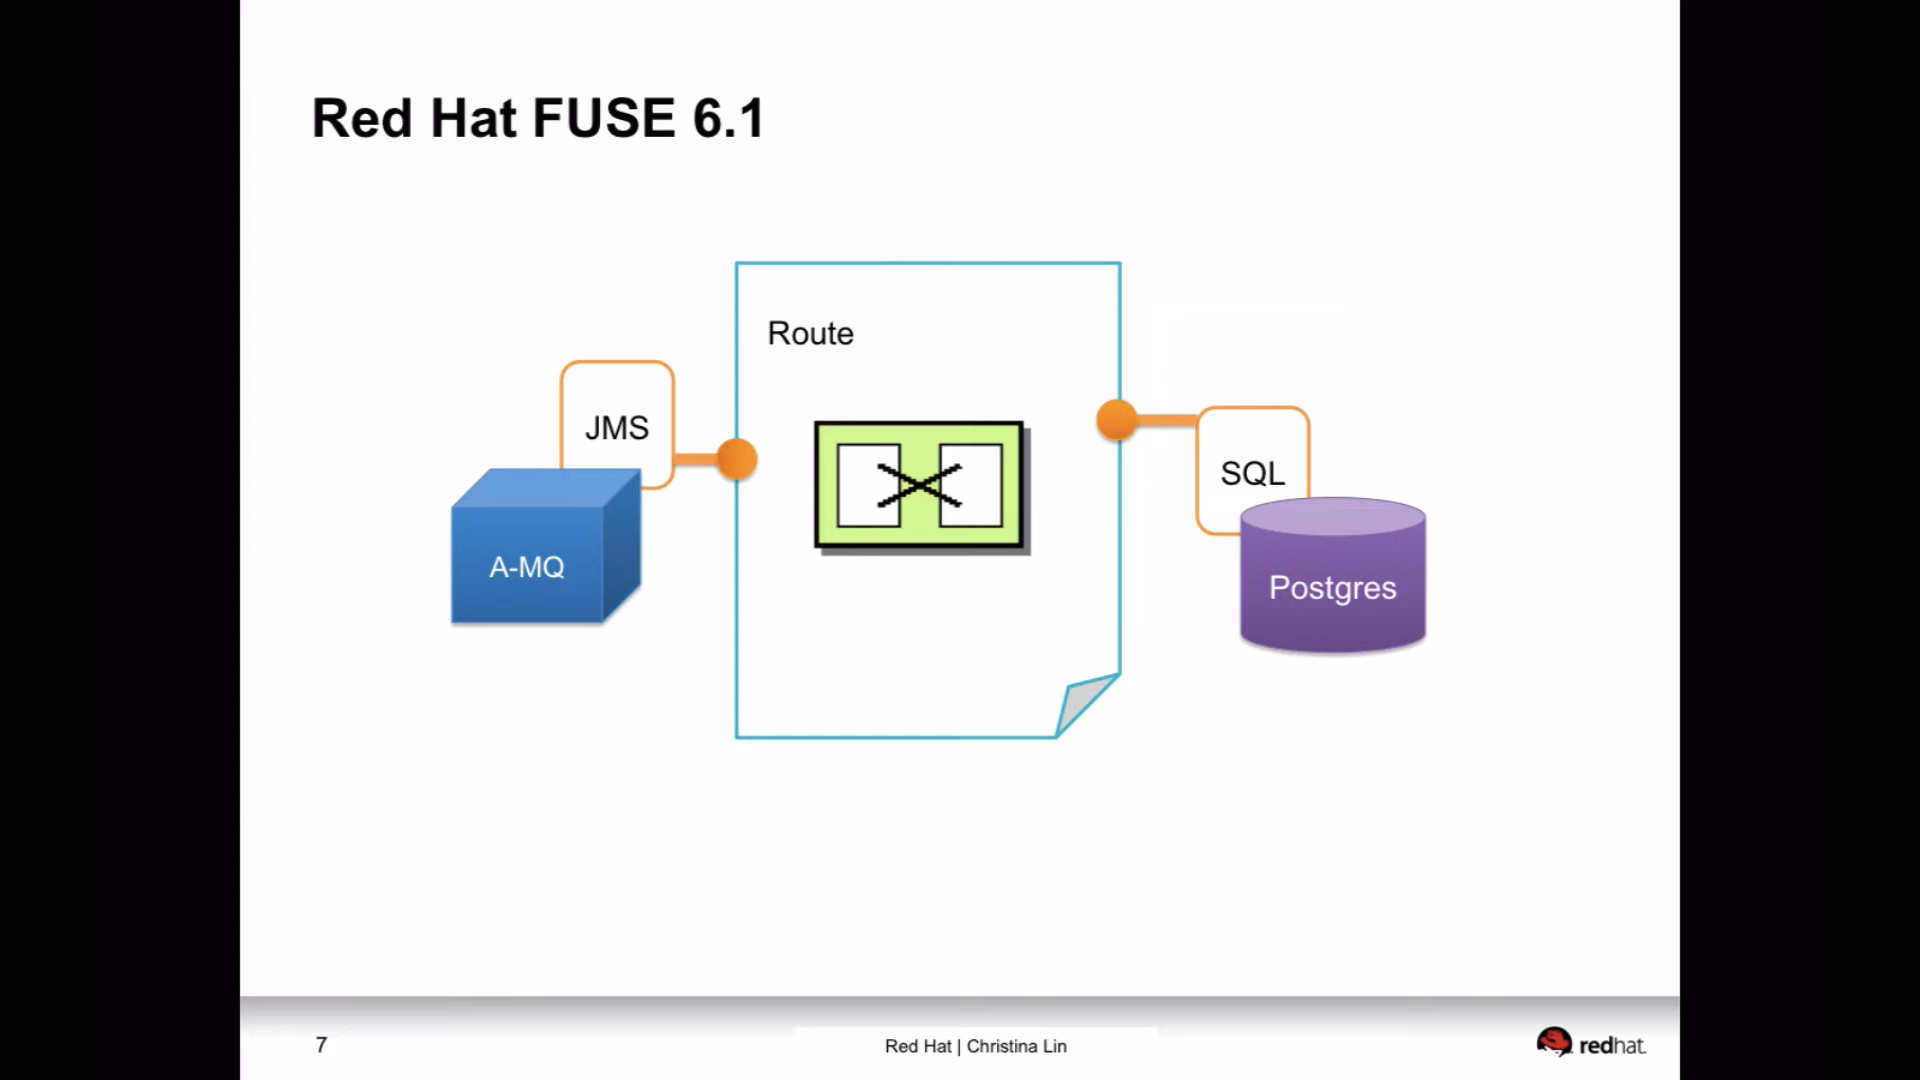 Red Hat FUSE 6.1
Route
JMS
SQL
A-MQ
Postgres
7
Red Hat | Christina Lin
redhat.